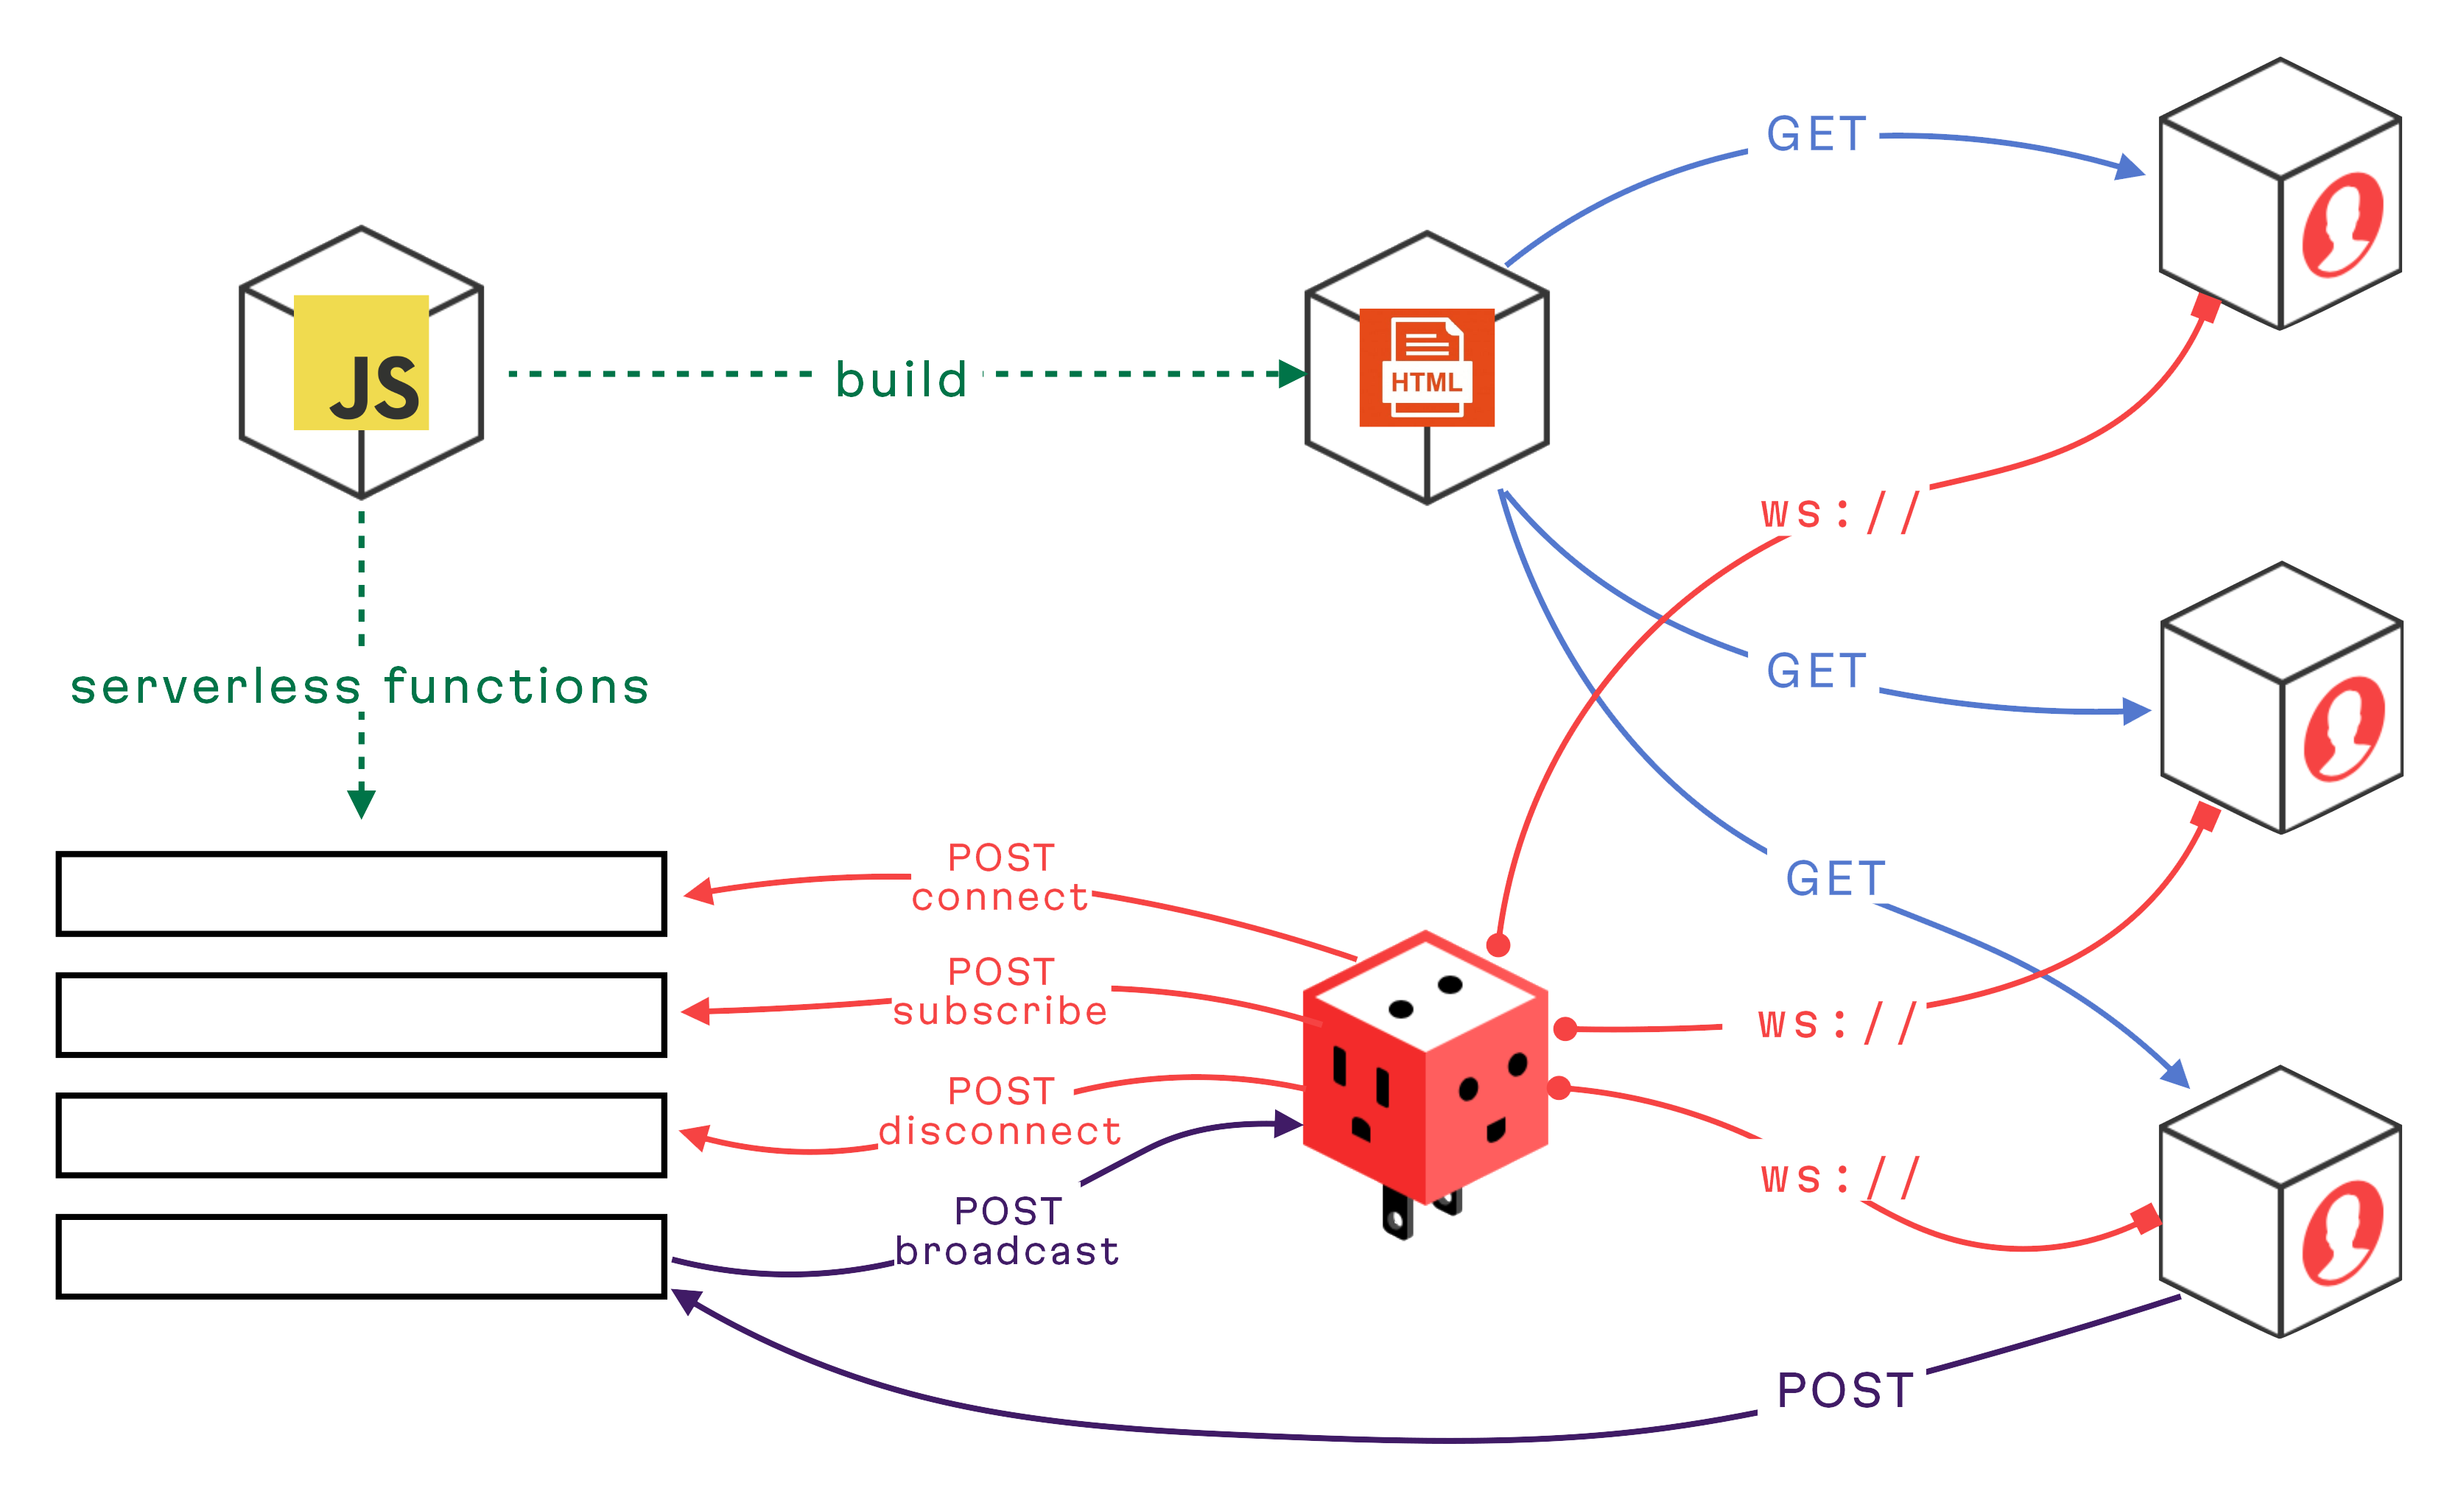 GET
JS
build
HTML
ws://
GET
serverless functions
POST
connect
GET
POST
subscribe
ws://
POST
disconnect
ws://
POST
broadcast
POST